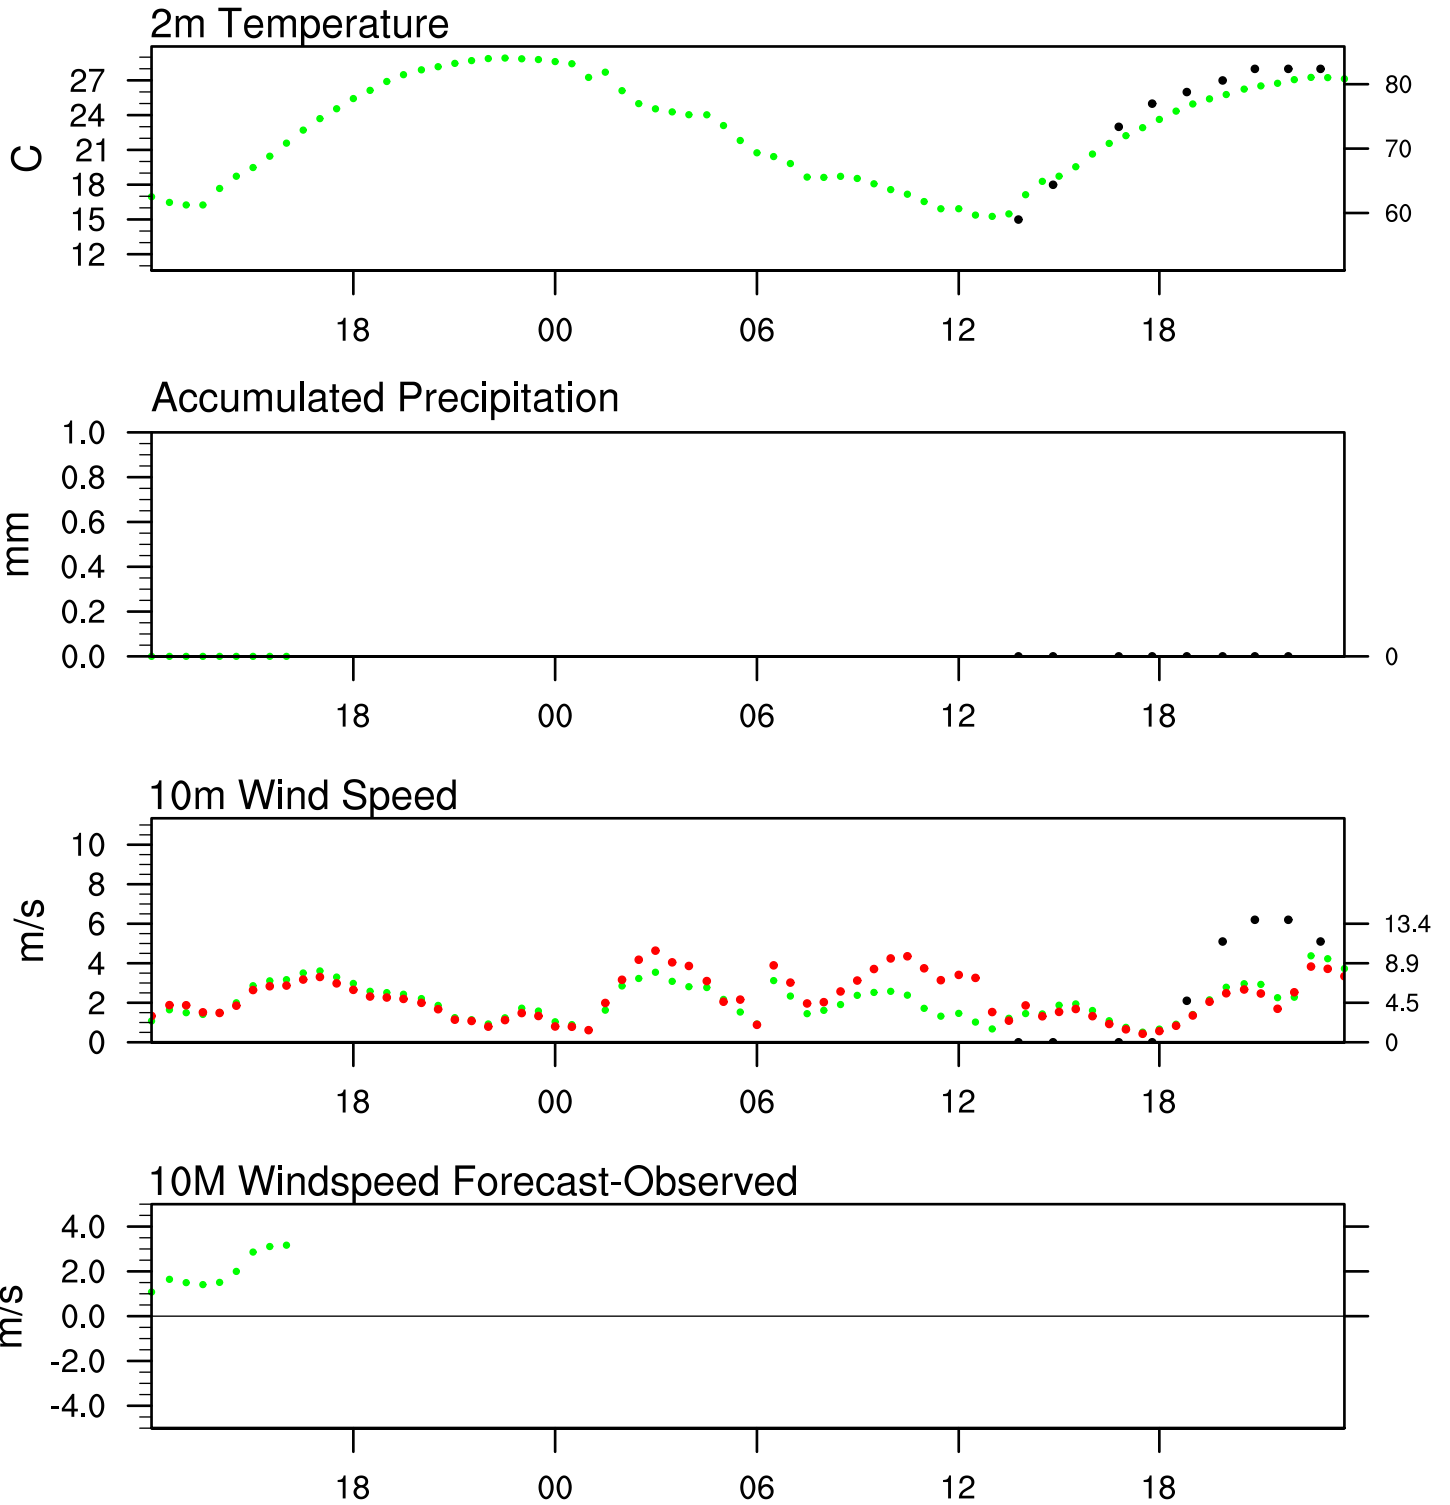 2m Temperature
C
27
24
21
18
15
12
80
70
60
18 00 06 12 18
Accumulated Precipitation
mm
1.0
0.8
0.6
0.4
0.2
0.0
0
18 00 06 12 18
10m Wind Speed
m/s
10
8
6
4
2
0
13.4
8.9
4.5
0
18 00 06 12 18
10M Windspeed Forecast-Observed
m/s
4.0
2.0
0.0
-2.0
-4.0
18 00 06 12 18